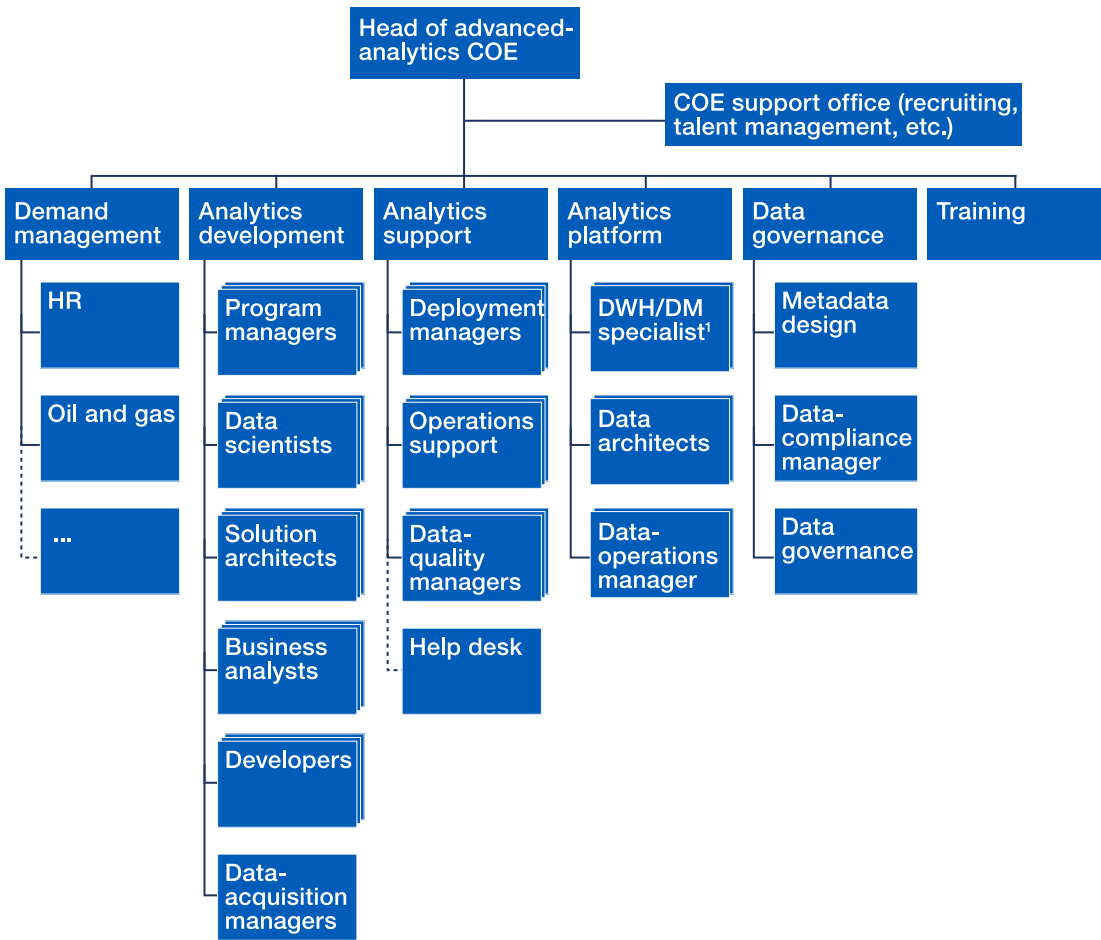 Head of advanced-
analytics COE
COE support office (recruiting,
talent management, etc.)
Demand
management
Analytics
development
Analytics
support
Analytics
platform
Data
governance
Training
HR
Oil and gas
...
Program
managers
Data
scientists
Solution
architects
Business
analysts
Developers
Data-
acquisition
managers
Deployment
managers
Operations
support
Data-
quality
managers
Help desk
DWH/DM
specialist¹
Data
architects
Data-
operations
manager
Metadata
design
Data-
compliance
manager
Data
governance